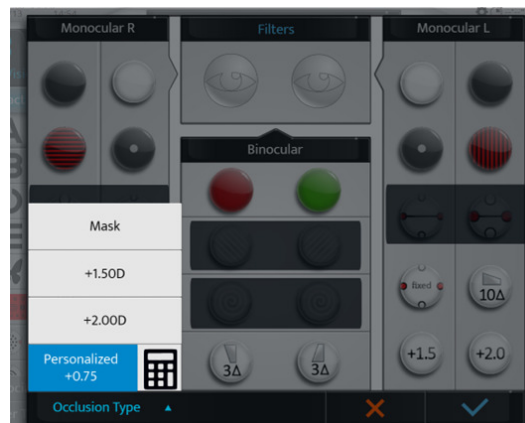 Monocular R
Filters
Monocular L
Binocular
Mask
+1.50D
+2.00D
Personalized
+0.75
fixed
10Δ
3Δ
3Δ
+1.5
+2.0
Occlusion Type